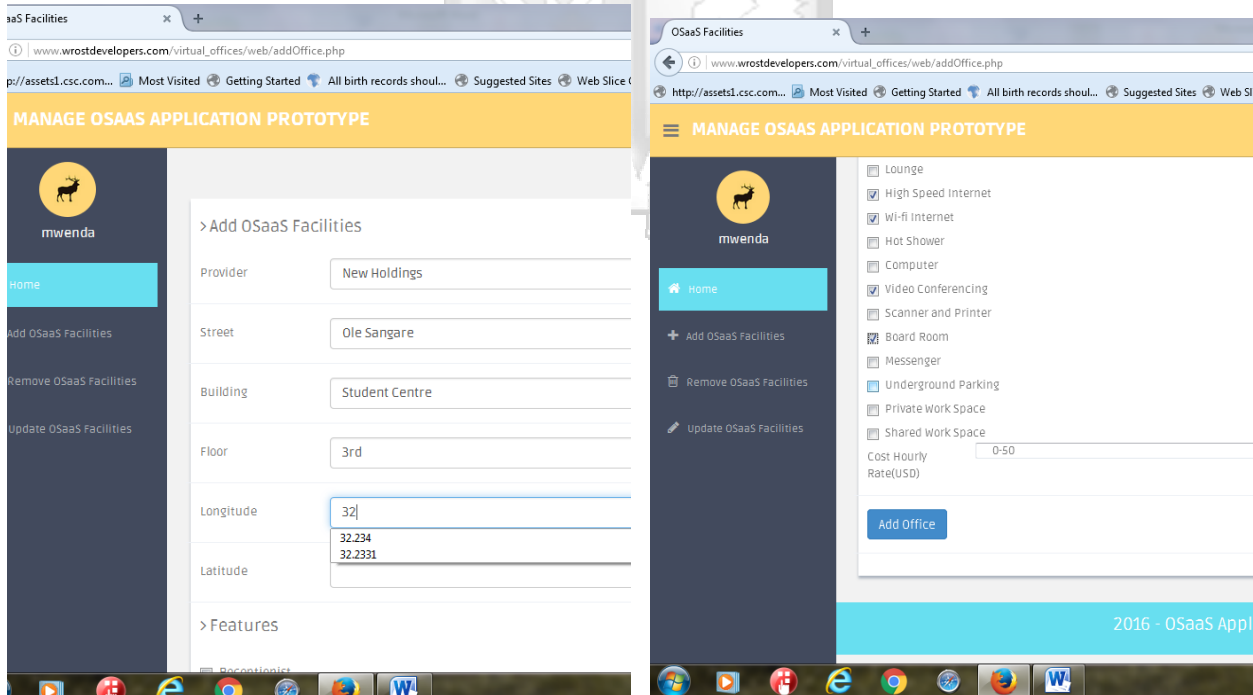 aaS Facilities × +
www.wrostdevelopers.com/virtual_offices/web/addOffice.php
p://assets1.csc.com... Most Visited Getting Started All birth records shoul... Suggested Sites Web Slice
MANAGE OSAAS APPLICATION PROTOTYPE
mwenda
Home
Add OSaaS Facilities
Remove OSaaS Facilities
Update OSaaS Facilities
>Add OSaaS Facilities
Provider New Holdings
Street Ole Sangare
Building Student Centre
Floor 3rd
Longitude 32
32.234
32.2331
Latitude
>Features
Receptionist
OSaaS Facilities × +
www.wrostdevelopers.com/virtual_offices/web/addOffice.php
http://assets1.csc.com... Most Visited Getting Started All birth records shoul... Suggested Sites Web Sl
MANAGE OSAAS APPLICATION PROTOTYPE
mwenda
Home
Add OSaaS Facilities
Remove OSaaS Facilities
Update OSaaS Facilities
Lounge
High Speed Internet
Wi-fi Internet
Hot Shower
Computer
Video Conferencing
Scanner and Printer
Board Room
Messenger
Underground Parking
Private Work Space
Shared Work Space
Cost Hourly 0-50
Rate(USD)
Add Office
2016 - OSaaS Appl